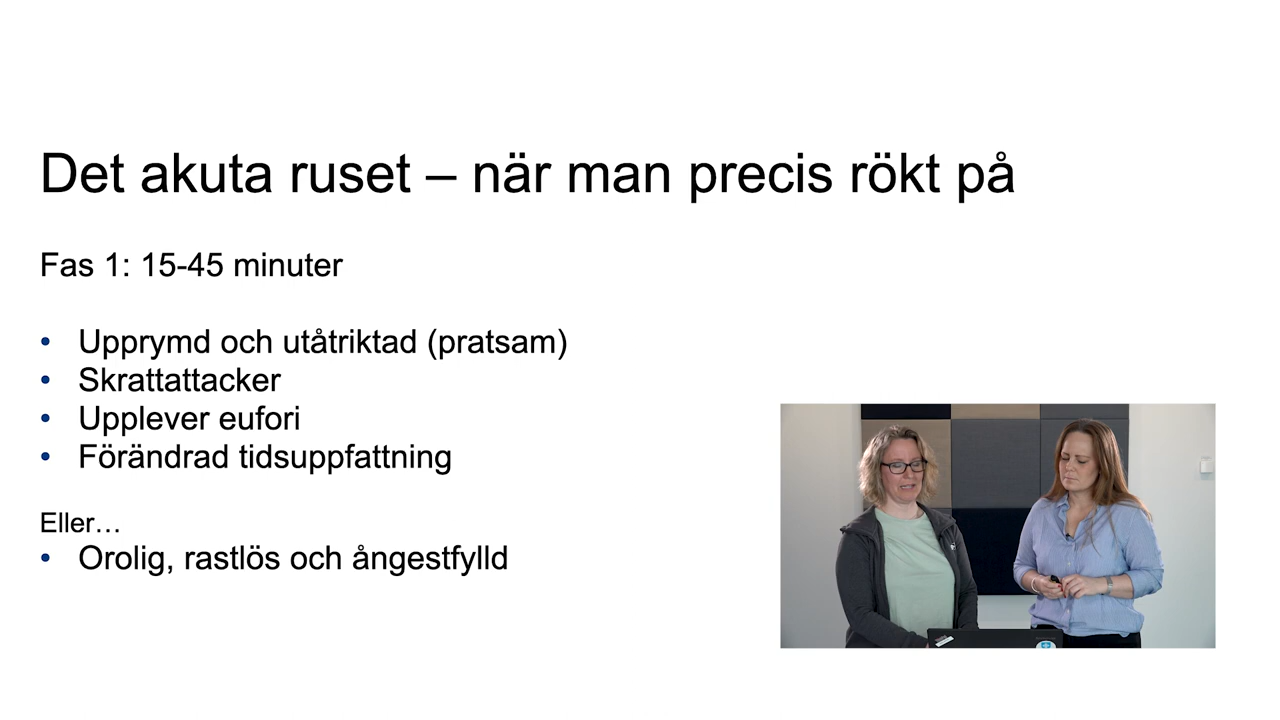 Det akuta ruset – när man precis rökt på
Fas 1: 15-45 minuter
• Upprymd och utåtriktad (pratsam)
• Skrattattacker
• Upplever eufori
• Förändrad tidsuppfattning
Eller…
• Orolig, rastlös och ångestfylld